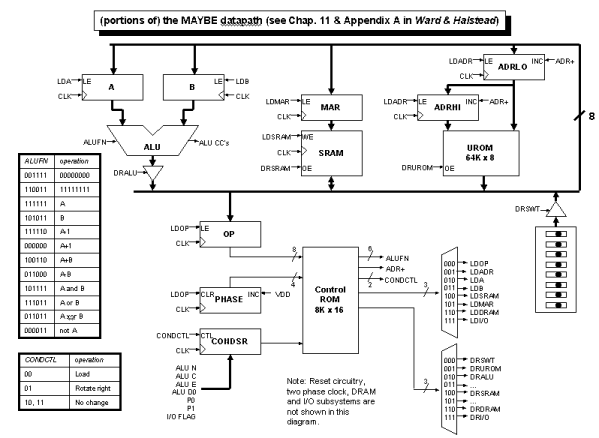 (portions of) the MAYBE datapath (see Chap. 11 & Appendix A in Ward & Halstead)
LDADR LE INC ADR+
ADRLO
CLK
LDA LE A
CLK
B LE LDB
CLK
LDMAR LE
MAR
CLK
LDADR LE INC ADR+
ADRHI
CLK
8
ALUFN ALU ALU CC's
DRALU
LDSRAM WE
CLK SRAM
DRSRAM OE
UROM
64K x 8
DRUROM OE
ALUFN operation
001111 00000000
110011 11111111
111111 A
101011 B
111110 A-1
000000 A+1
100110 A+B
011000 A-B
101111 A and B
111011 A or B
011011 A xor B
000011 not A
DRSWT
LDOP LE OP
CLK
8
6 ALUFN
ADR+
CONDCTL
2
4
LDOP CLR INC VDD
PHASE
CLK
Control
ROM
8K x 16
3
000 LDOP
001 LDADR
010 LDA
011 LDB
100 LDSRAM
101 LDMAR
110 LDDRAM
111 LDI/O
CONDCTL CTL
CONDSR
CLK
CONDCTL operation
00 Load
01 Rotate right
10, 11 No change
ALU N
ALU C
ALU E
ALU D0
P0
P1
I/O FLAG
Note: Reset circuitry,
two phase clock, DRAM
and I/O subsystems are
not shown in this
diagram.
3
000 DRSWT
001 DRUROM
010 DRALU
011 ...
100 DRSRAM
101 ...
110 DRDRAM
111 DRI/O